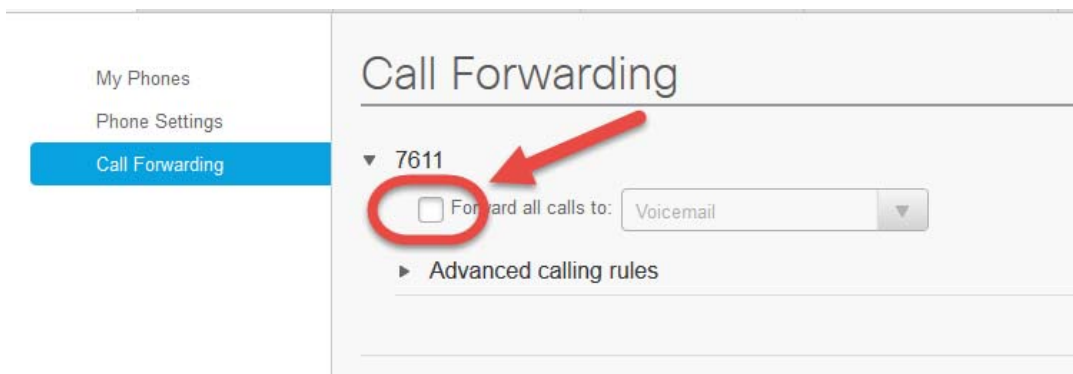 My Phones
Phone Settings
Call Forwarding
Call Forwarding
7611
Forward all calls to: Voicemail
Advanced calling rules